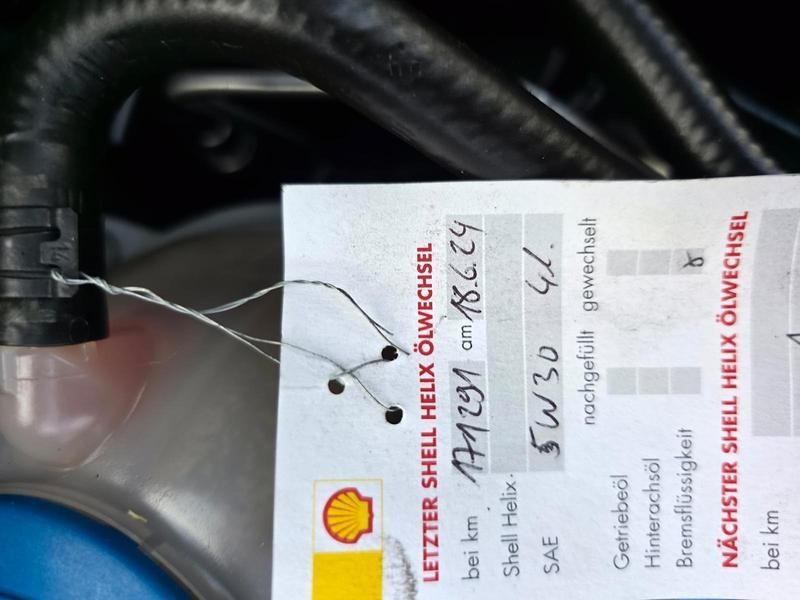 LETZTER SHELL HELIX ÖLWECHSEL
bei km 171291 am 18.6.24
Shell Helix
SAE 5W30 4l.
nachgefüllt gewechselt
Getriebeöl
Hinterachsöl
Bremsflüssigkeit x
NÄCHSTER SHELL HELIX ÖLWECHSEL
bei km